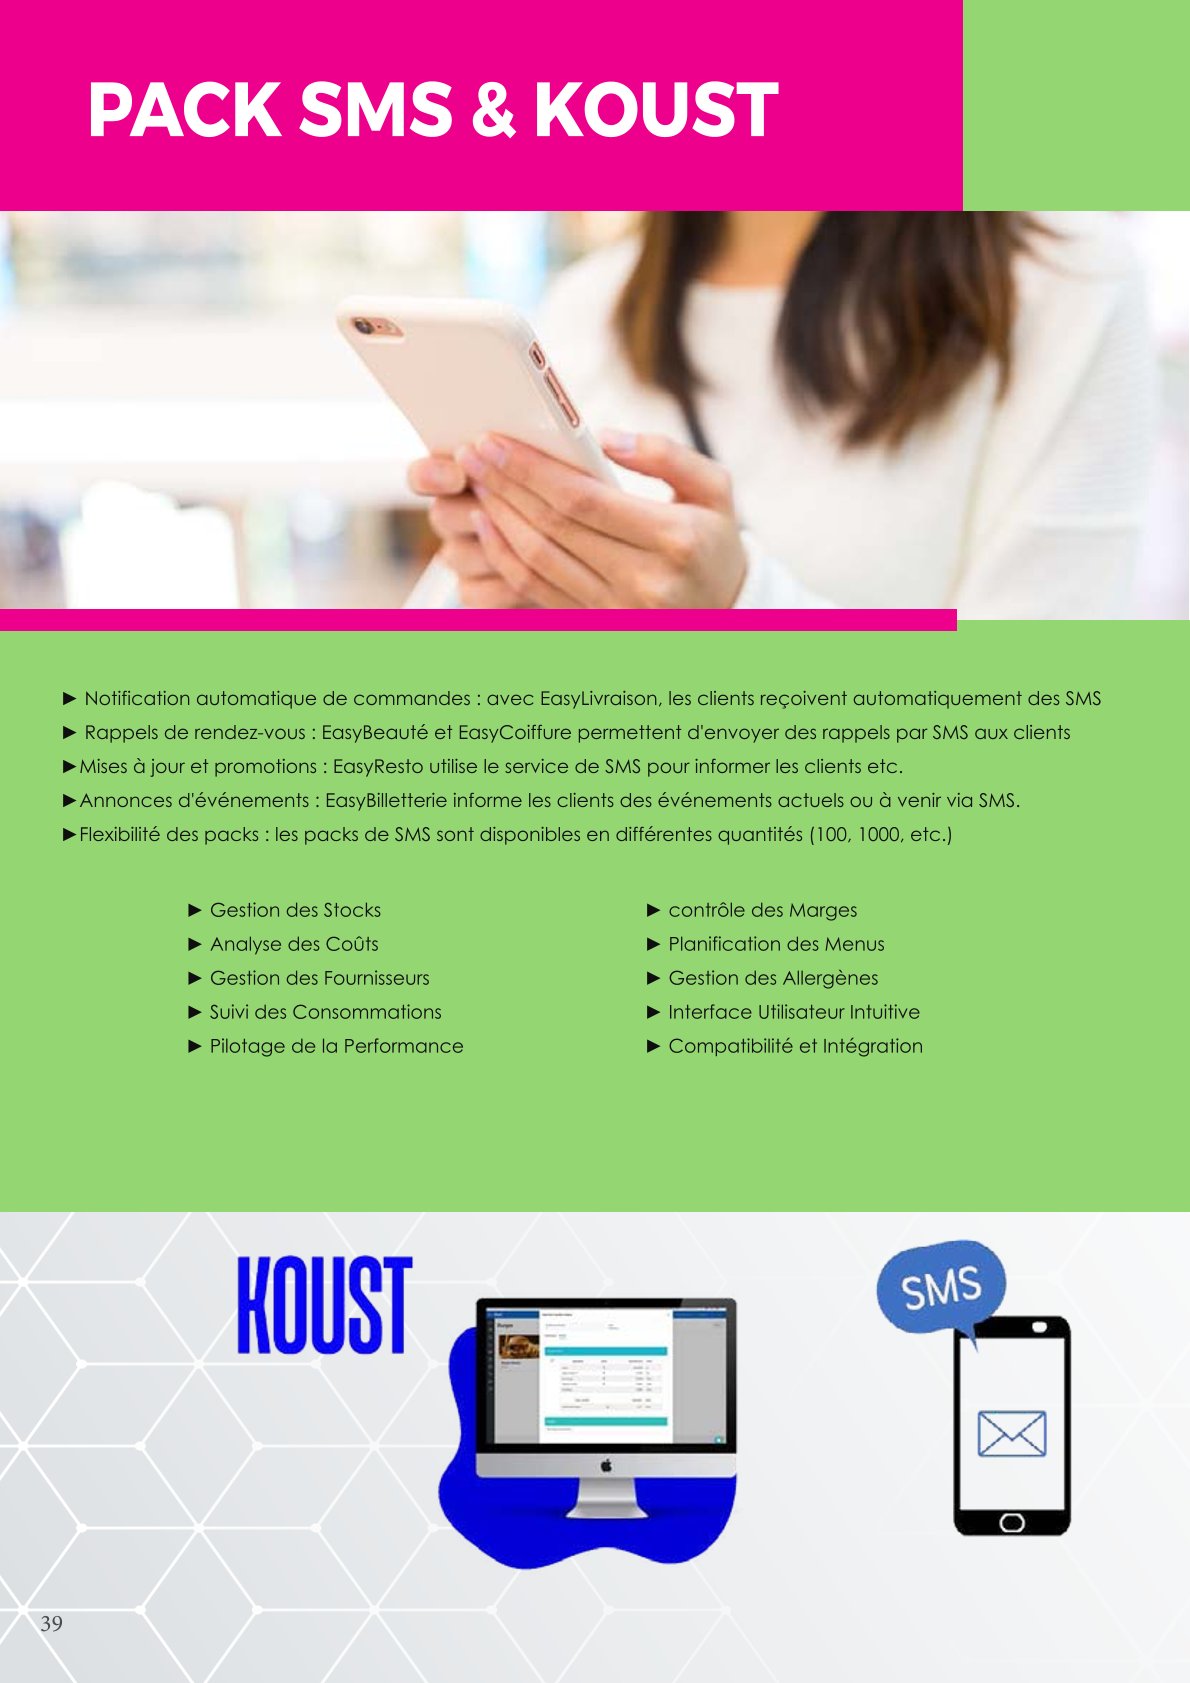 PACK SMS & KOUST
► Notification automatique de commandes : avec EasyLivraison, les clients reçoivent automatiquement des SMS
► Rappels de rendez-vous : EasyBeauté et EasyCoiffure permettent d'envoyer des rappels par SMS aux clients
►Mises à jour et promotions : EasyResto utilise le service de SMS pour informer les clients etc.
►Annonces d'événements : EasyBilletterie informe les clients des événements actuels ou à venir via SMS.
►Flexibilité des packs : les packs de SMS sont disponibles en différentes quantités (100, 1000, etc.)
► Gestion des Stocks
► Analyse des Coûts
► Gestion des Fournisseurs
► Suivi des Consommations
► Pilotage de la Performance
► contrôle des Marges
► Planification des Menus
► Gestion des Allergènes
► Interface Utilisateur Intuitive
► Compatibilité et Intégration
KOUST
SMS
39